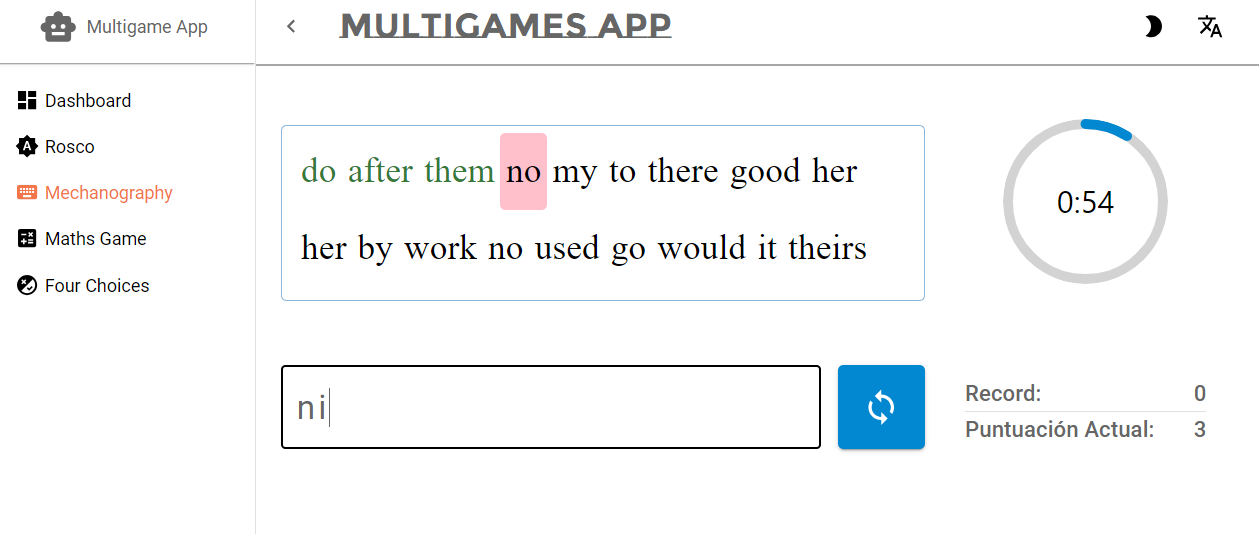 Multigame App
MULTIGAMES APP
Dashboard
Rosco
Mechanography
Maths Game
Four Choices
do after them no my to there good her
her by work no used go would it theirs
0:54
ni
Record: 0
Puntuación Actual: 3